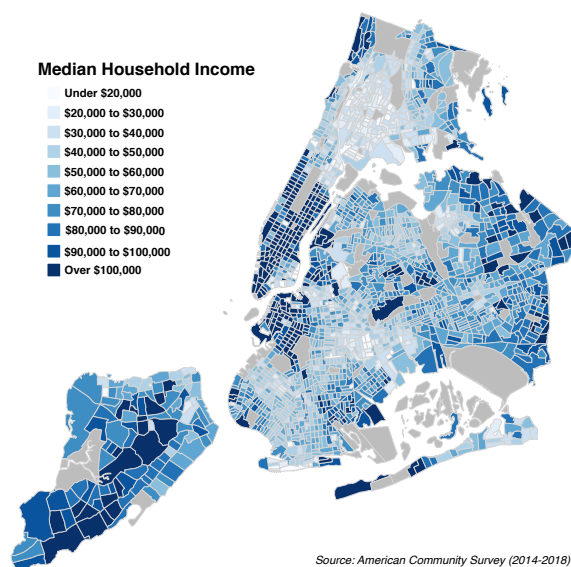 Median Household Income
Under $20,000
$20,000 to $30,000
$30,000 to $40,000
$40,000 to $50,000
$50,000 to $60,000
$60,000 to $70,000
$70,000 to $80,000
$80,000 to $90,000
$90,000 to $100,000
Over $100,000
Source: American Community Survey (2014-2018)